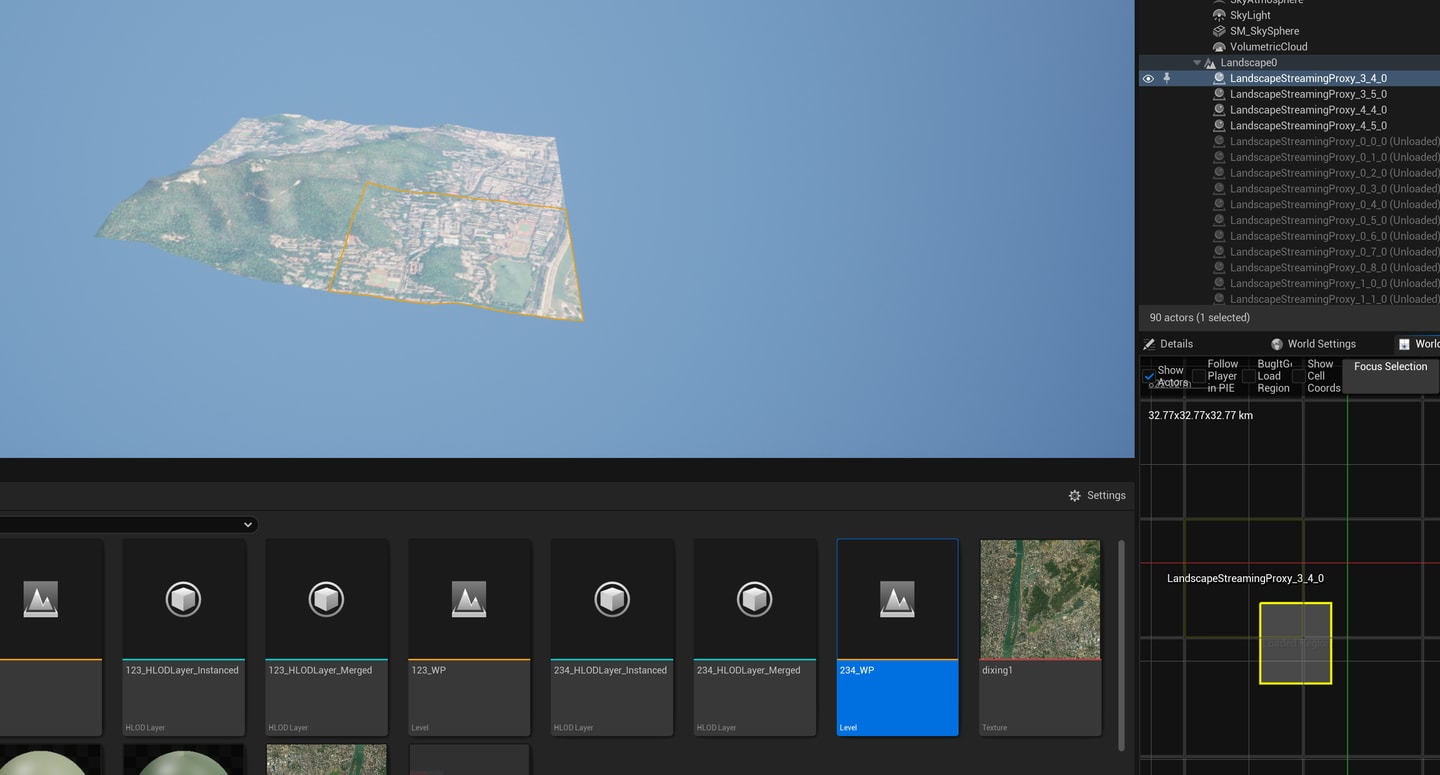 SkyAtmosphere
SkyLight
SM_SkySphere
VolumetricCloud
Landscape0
LandscapeStreamingProxy_3_4_0
LandscapeStreamingProxy_3_5_0
LandscapeStreamingProxy_4_4_0
LandscapeStreamingProxy_4_5_0
LandscapeStreamingProxy_0_0_0 (Unloaded)
LandscapeStreamingProxy_0_1_0 (Unloaded)
LandscapeStreamingProxy_0_2_0 (Unloaded)
LandscapeStreamingProxy_0_3_0 (Unloaded)
LandscapeStreamingProxy_0_4_0 (Unloaded)
LandscapeStreamingProxy_0_5_0 (Unloaded)
LandscapeStreamingProxy_0_6_0 (Unloaded)
LandscapeStreamingProxy_0_7_0 (Unloaded)
LandscapeStreamingProxy_0_8_0 (Unloaded)
LandscapeStreamingProxy_1_0_0 (Unloaded)
LandscapeStreamingProxy_1_1_0 (Unloaded)
90 actors (1 selected)
Details
World Settings
Worl
Show
Actors
Follow
Player
in PIE
BugItG
Load
Region
Show
Cell
Coords
Focus Selection
32.77x32.77x32.77 km
LandscapeStreamingProxy_3_4_0
Settings
123_HLODLayer_Instanced
HLOD Layer
123_HLODLayer_Merged
HLOD Layer
123_WP
Level
234_HLODLayer_Instanced
HLOD Layer
234_HLODLayer_Merged
HLOD Layer
234_WP
Level
dixing1
Texture